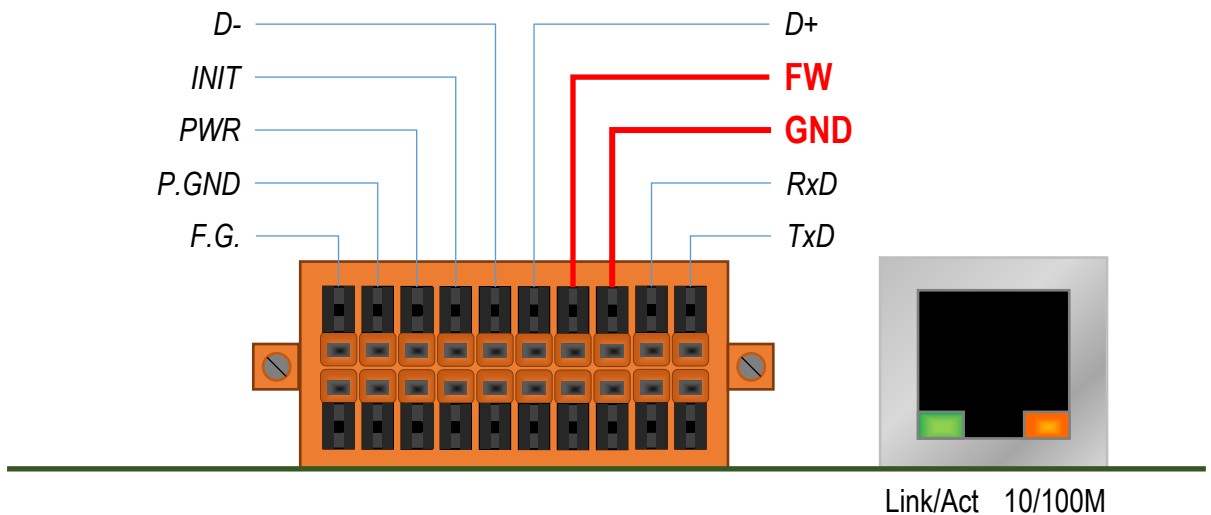 D-
D+
INIT
FW
PWR
GND
P.GND
RxD
F.G.
TxD
Link/Act 10/100M